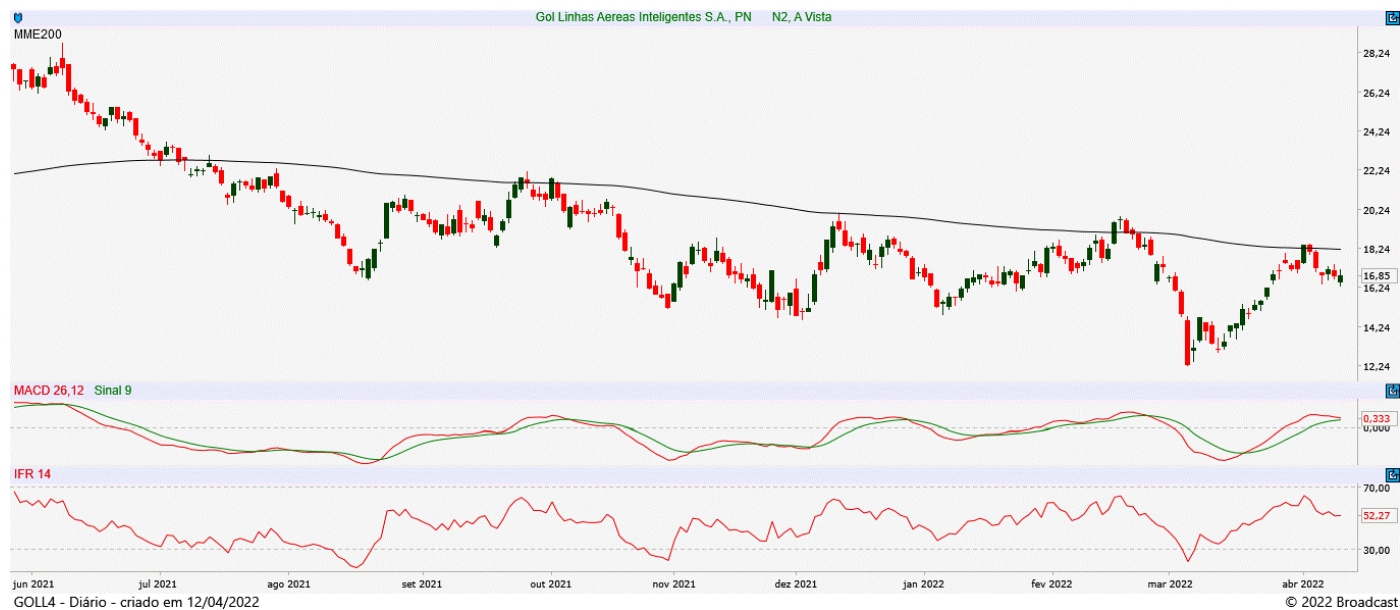 Gol Linhas Aereas Inteligentes S.A., PN N2, A Vista
MME200
28,24
26,24
24,24
22,24
20,24
18,24
16,85
16,24
14,24
12,24
MACD 26,12 Sinal 9
0,333
0,000
IFR 14
70,00
52,27
30,00
jun 2021 jul 2021 ago 2021 set 2021 out 2021 nov 2021 dez 2021 jan 2022 fev 2022 mar 2022 abr 2022
GOLL4 - Diário - criado em 12/04/2022 © 2022 Broadcast